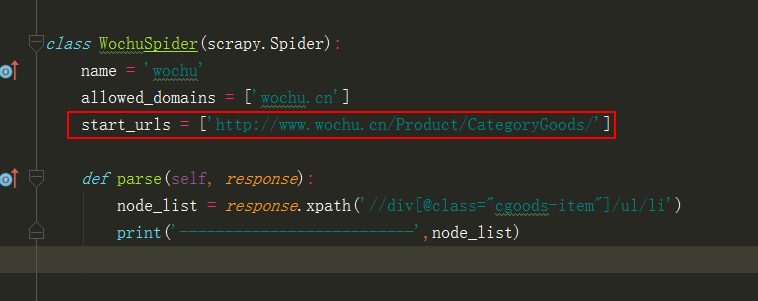 class WochuSpider(scrapy.Spider):
name = 'wochu'
allowed_domains = ['wochu.cn']
start_urls = ['http://www.wochu.cn/Product/CategoryGoods/']
def parse(self, response):
node_list = response.xpath('//div[@class="cgoods-item"]/ul/li')
print('--------------------------',node_list)